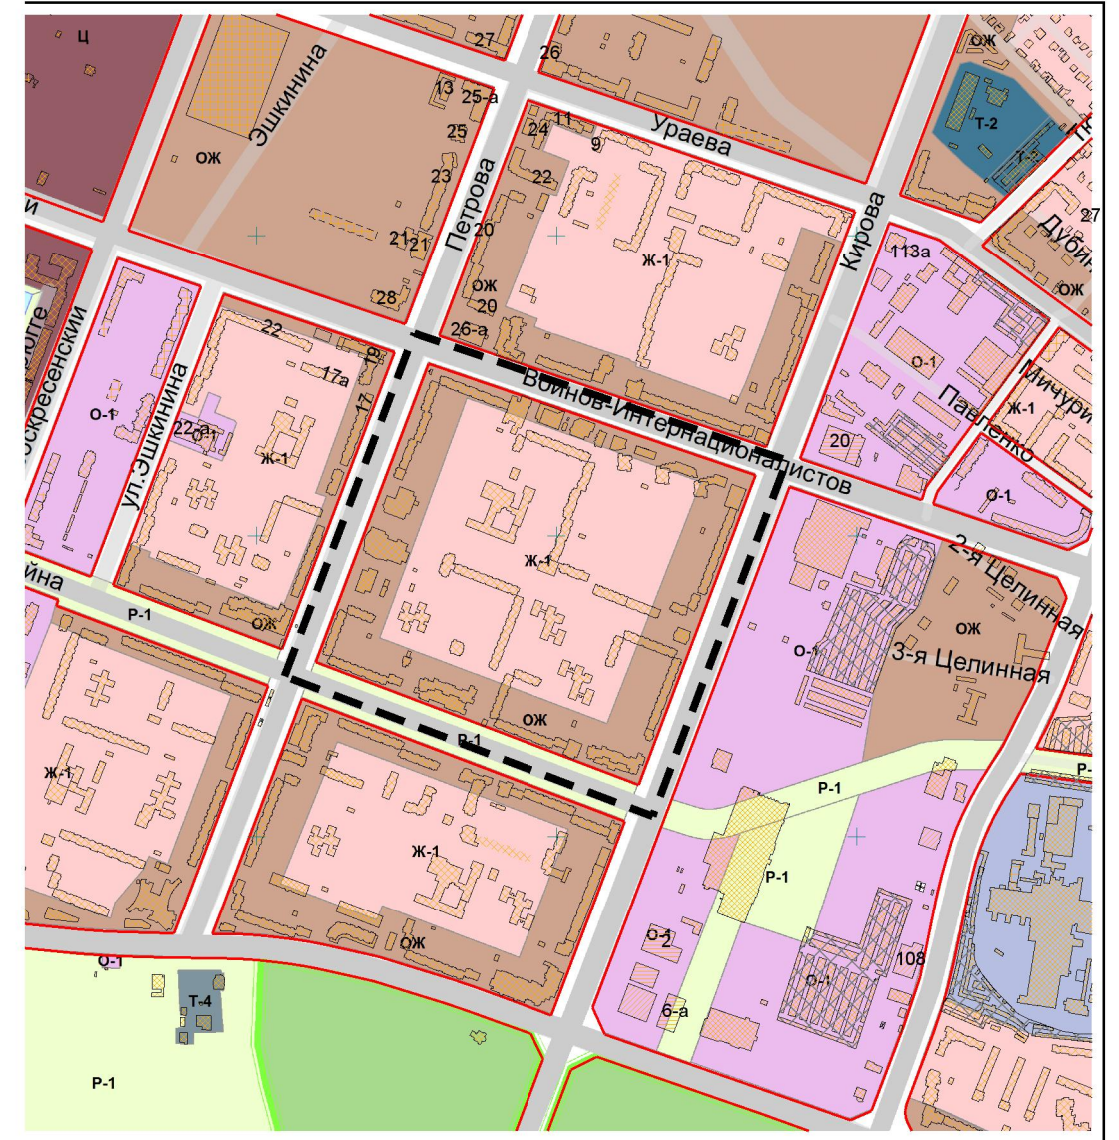 Ц
27
26
ОЖ
Эшкинина
13
25-а
11
24
9
Ураева
Т-2
Т-2
25
ОЖ
23
22
27
Петрова
Кирова
20
21
21
113а
Ж-1
ОЖ
ОЖ
28
20
26-а
22
19
17а
17
Воинов-Интернационалистов
О-1
Мичури
Ж-1
Павленко
О-1
ул.Эшкинина
22-а
О-1
Ж-1
20
О-1
2-я Целинная
Ж-1
йна
Р-1
ОЖ
ОЖ
3-я Целинная
О-1
ОЖ
Р-1
Ж-1
Р-1
Р-
Ж-1
Р-1
О-1
2
ОЖ
О-1
108
О-1
Т-4
6-а
Р-1